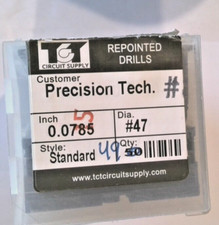 TCT
CIRCUIT SUPPLY
REPOINTED
DRILLS
Customer
Precision Tech. #
Inch
0.0785
5
Dia.
#47
Style:
Standard
Qty:
49
50
www.tctcircuitsupply.com